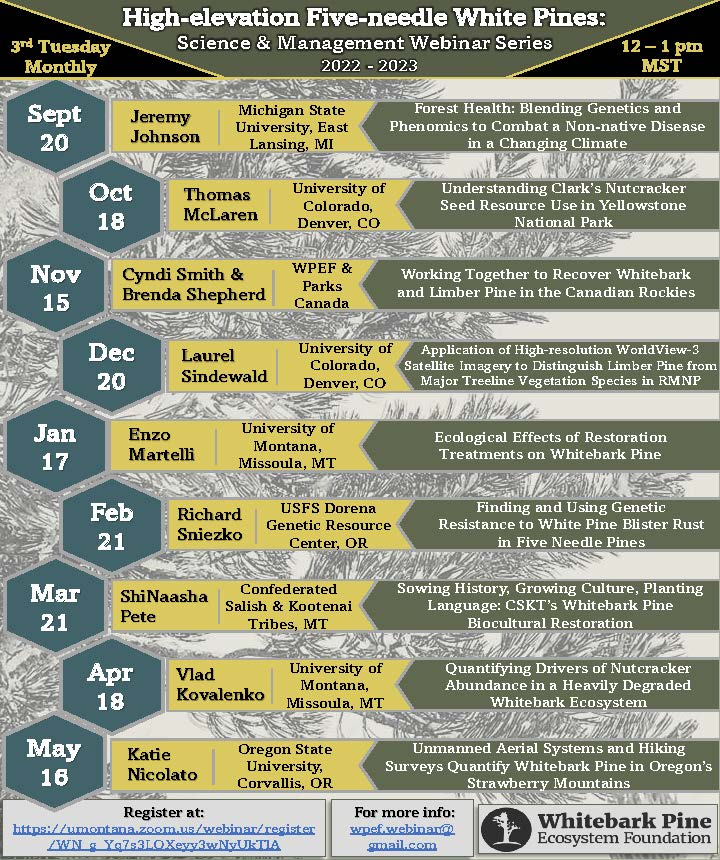 High-elevation Five-needle White Pines:
Science & Management Webinar Series
2022 - 2023
3rd Tuesday
Monthly
12 – 1 pm
MST
Sept
20
Jeremy
Johnson
Michigan State
University, East
Lansing, MI
Forest Health: Blending Genetics and
Phenomics to Combat a Non-native Disease
in a Changing Climate
Oct
18
Thomas
McLaren
University of
Colorado,
Denver, CO
Understanding Clark's Nutcracker
Seed Resource Use in Yellowstone
National Park
Nov
15
Cyndi Smith &
Brenda Shepherd
WPEF &
Parks
Canada
Working Together to Recover Whitebark
and Limber Pine in the Canadian Rockies
Dec
20
Laurel
Sindewald
University of
Colorado,
Denver, CO
Application of High-resolution WorldView-3
Satellite Imagery to Distinguish Limber Pine from
Major Treeline Vegetation Species in RMNP
Jan
17
Enzo
Martelli
University of
Montana,
Missoula, MT
Ecological Effects of Restoration
Treatments on Whitebark Pine
Feb
21
Richard
Sniezko
USFS Dorena
Genetic Resource
Center, OR
Finding and Using Genetic
Resistance to White Pine Blister Rust
in Five Needle Pines
Mar
21
ShiNaasha
Pete
Confederated
Salish & Kootenai
Tribes, MT
Sowing History, Growing Culture, Planting
Language: CSKT's Whitebark Pine
Biocultural Restoration
Apr
18
Vlad
Kovalenko
University of
Montana,
Missoula, MT
Quantifying Drivers of Nutcracker
Abundance in a Heavily Degraded
Whitebark Ecosystem
May
16
Katie
Nicolato
Oregon State
University,
Corvallis, OR
Unmanned Aerial Systems and Hiking
Surveys Quantify Whitebark Pine in Oregon's
Strawberry Mountains
Register at:
https://umontana.zoom.us/webinar/register
For more info:
wpef.webinar@
gmail.com
Whitebark Pine
Ecosystem Foundation